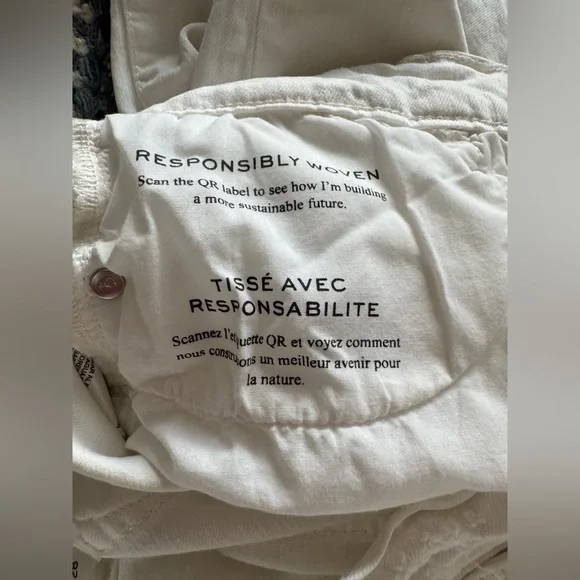 RESPONSIBLY WOVEN
Scan the QR label to see how I'm building
a more sustainable future.
TISSÉ AVEC
RESPONSABILITE
Scannez l'étiquette QR et voyez comment
nous construisons un meilleur avenir pour
la nature.